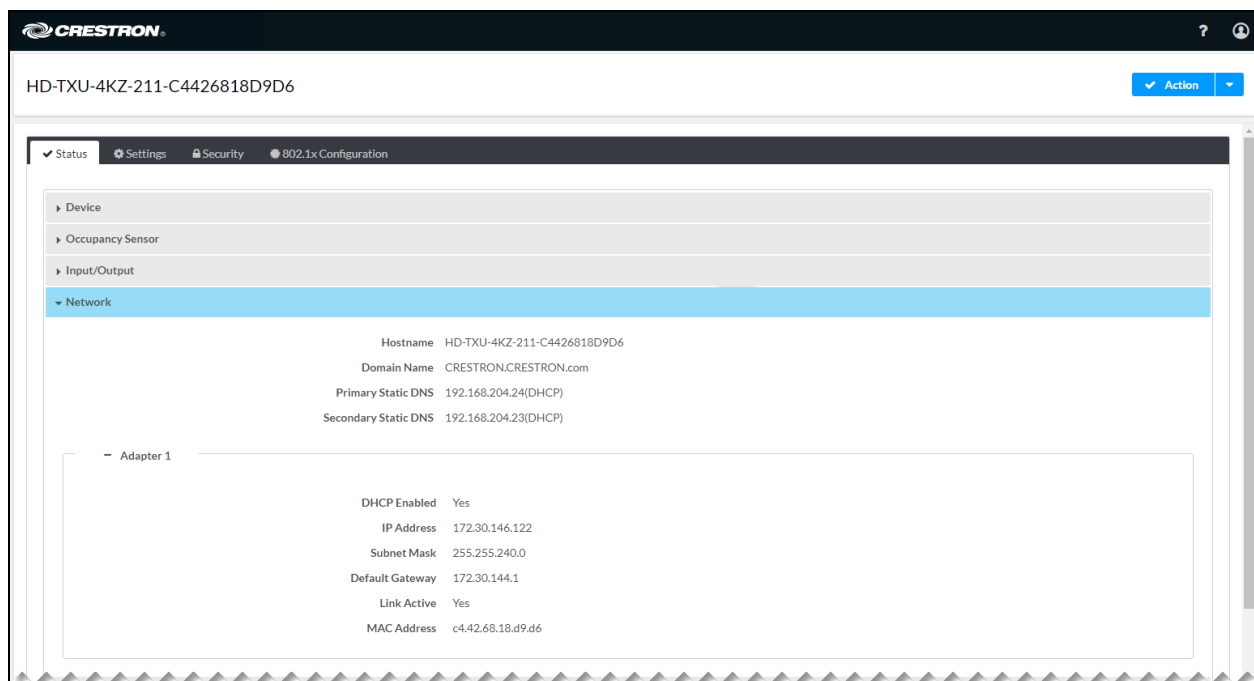 CRESTRON®
?
HD-TXU-4KZ-211-C4426818D9D6
Action
Status Settings Security 802.1x Configuration
Device
Occupancy Sensor
Input/Output
Network
Hostname HD-TXU-4KZ-211-C4426818D9D6
Domain Name CRESTRON.CRESTRON.com
Primary Static DNS 192.168.204.24(DHCP)
Secondary Static DNS 192.168.204.23(DHCP)
− Adapter 1
DHCP Enabled Yes
IP Address 172.30.146.122
Subnet Mask 255.255.240.0
Default Gateway 172.30.144.1
Link Active Yes
MAC Address c4.42.68.18.d9.d6